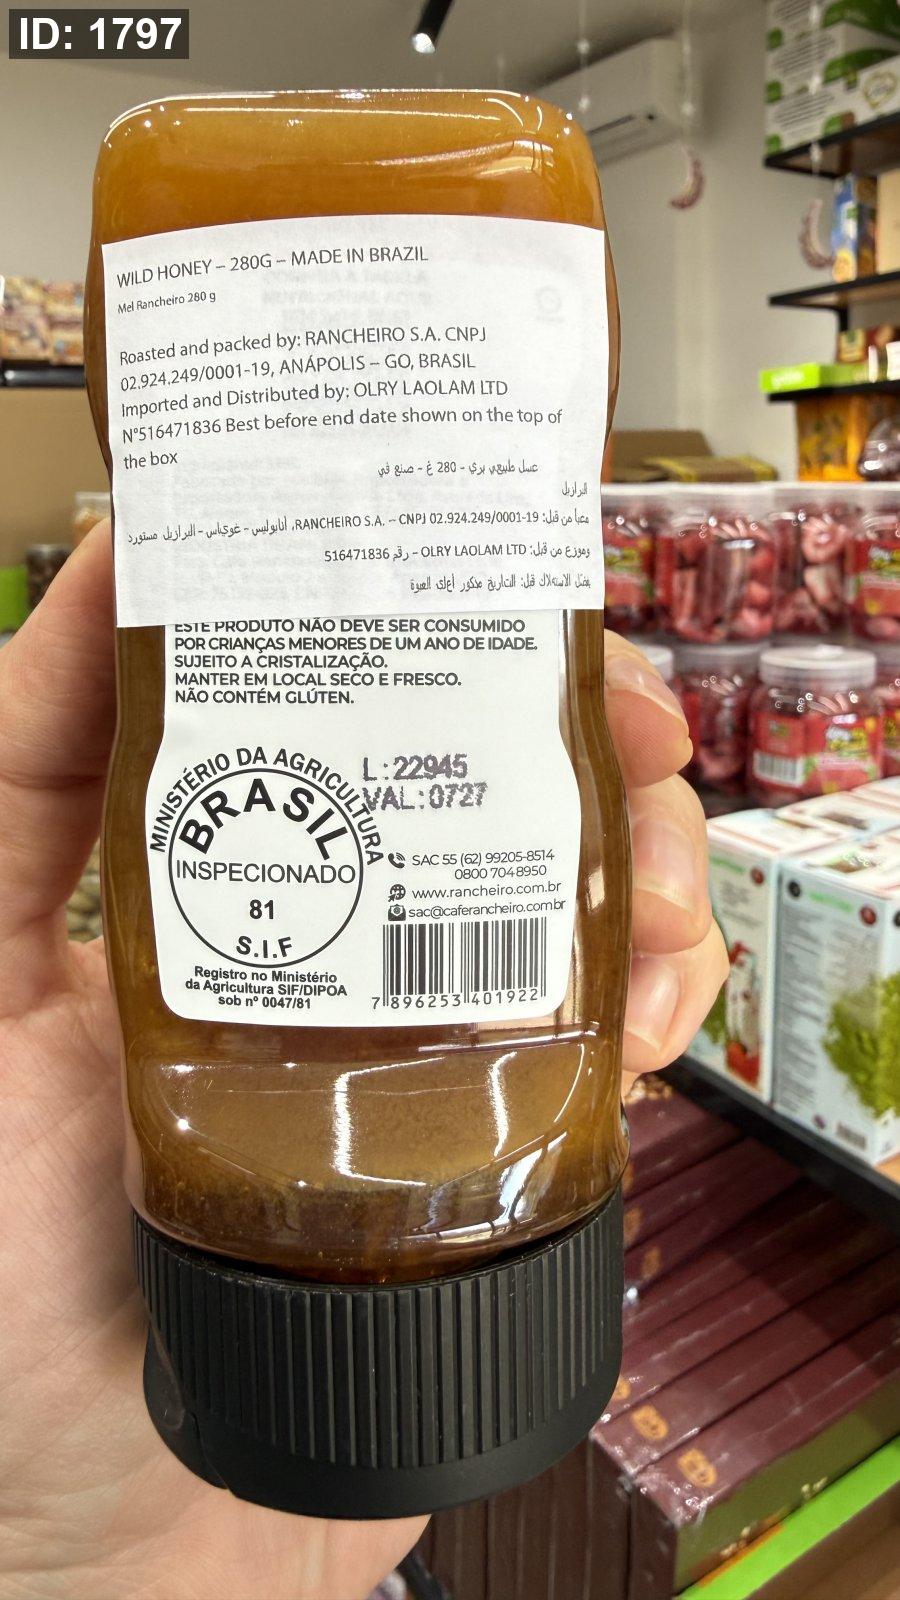 ID: 1797
WILD HONEY – 280G – MADE IN BRAZIL
Mel Rancheiro 280 g
Roasted and packed by: RANCHEIRO S.A. CNPJ
02.924.249/0001-19, ANÁPOLIS – GO, BRASIL
Imported and Distributed by: OLRY LAOLAM LTD
N°516471836 Best before end date shown on the top of
the box
عسل طبيعي بري - 280 غ - صنع في
البرازيل
معبأ من قبل: RANCHEIRO S.A. – CNPJ 02.924.249/0001-19، أنابوليس - غوياس - البرازيل مستورد
وموزع من قبل: OLRY LAOLAM LTD - رقم 516471836
يفضل الاستهلاك قبل: التاريخ مذكور أعلى العبوة
ESTE PRODUTO NÃO DEVE SER CONSUMIDO
POR CRIANÇAS MENORES DE UM ANO DE IDADE.
SUJEITO A CRISTALIZAÇÃO.
MANTER EM LOCAL SECO E FRESCO.
NÃO CONTÉM GLÚTEN.
MINISTÉRIO DA AGRICULTURA
BRASIL
INSPECIONADO
81
S.I.F
Registro no Ministério
da Agricultura SIF/DIPOA
sob nº 0047/81
L:22945
VAL:0727
SAC 55 (62) 99205-8514
0800 704 8950
www.rancheiro.com.br
sac@caferancheiro.com.br
7 896253 401922